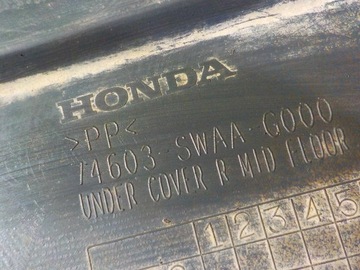 HONDA
>PP<
74603-SWAA-G000
UNDER COVER R MID FLOOR
1 2 3 4 5